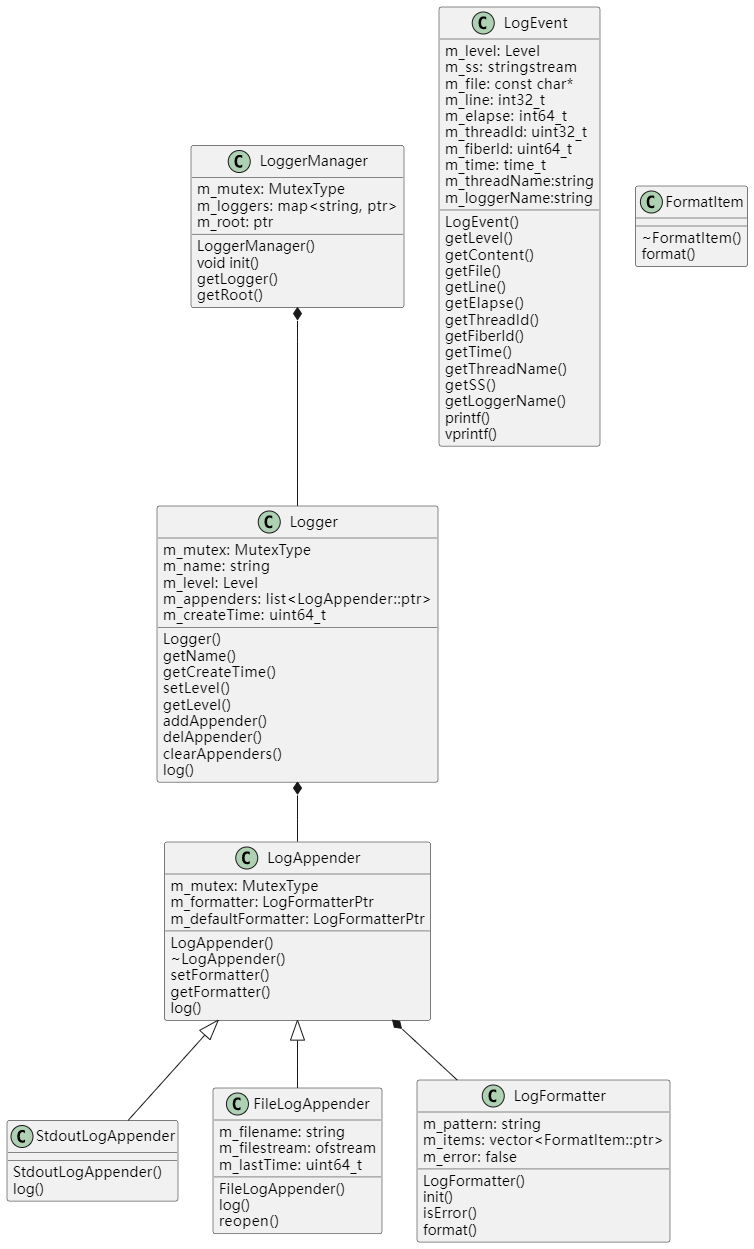 C LogEvent
m_level: Level
m_ss: stringstream
m_file: const char*
m_line: int32_t
m_elapse: int64_t
m_threadId: uint32_t
m_fiberId: uint64_t
m_time: time_t
m_threadName:string
m_loggerName:string
LogEvent()
getLevel()
getContent()
getFile()
getLine()
getElapse()
getThreadId()
getFiberId()
getTime()
getThreadName()
getSS()
getLoggerName()
printf()
vprintf()
C LoggerManager
m_mutex: MutexType
m_loggers: map<string, ptr>
m_root: ptr
LoggerManager()
void init()
getLogger()
getRoot()
C FormatItem
~FormatItem()
format()
C Logger
m_mutex: MutexType
m_name: string
m_level: Level
m_appenders: list<LogAppender::ptr>
m_createTime: uint64_t
Logger()
getName()
getCreateTime()
setLevel()
getLevel()
addAppender()
delAppender()
clearAppenders()
log()
C LogAppender
m_mutex: MutexType
m_formatter: LogFormatterPtr
m_defaultFormatter: LogFormatterPtr
LogAppender()
~LogAppender()
setFormatter()
getFormatter()
log()
C StdoutLogAppender
StdoutLogAppender()
log()
C FileLogAppender
m_filename: string
m_filestream: ofstream
m_lastTime: uint64_t
FileLogAppender()
log()
reopen()
C LogFormatter
m_pattern: string
m_items: vector<FormatItem::ptr>
m_error: false
LogFormatter()
init()
isError()
format()